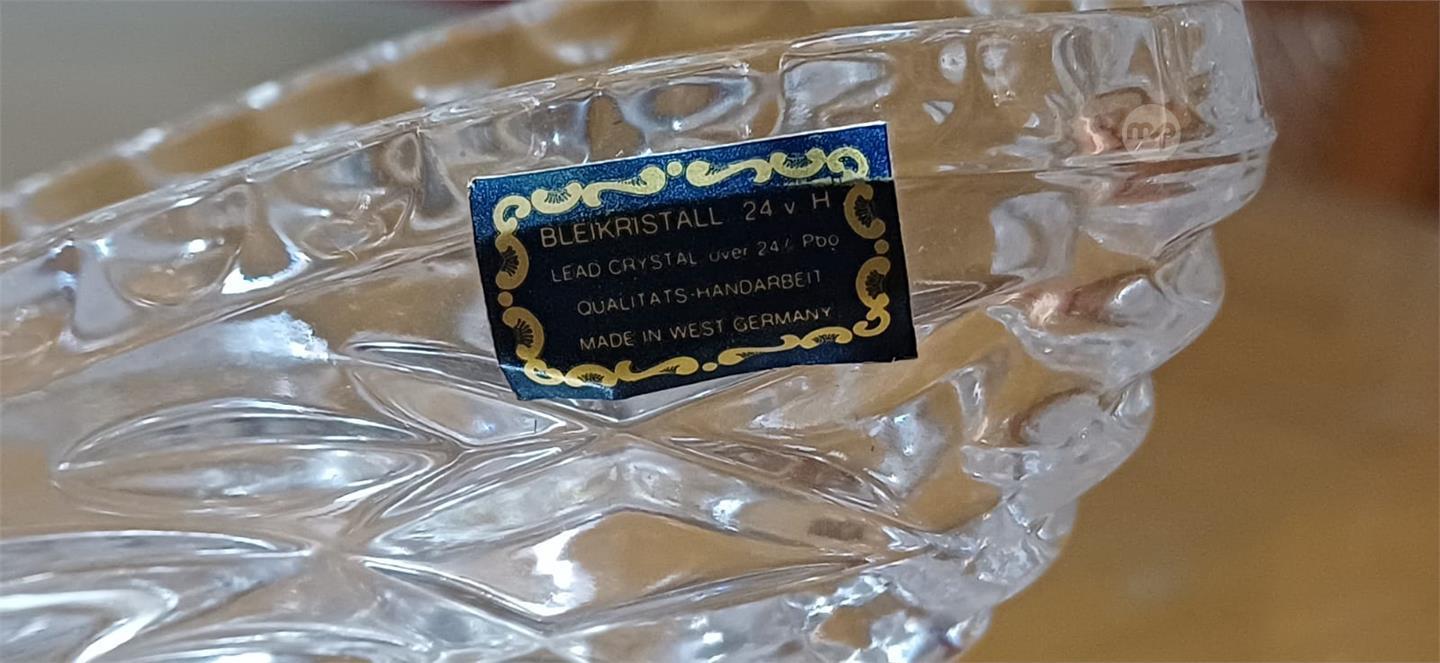 BLEIKRISTALL 24 v H
LEAD CRYSTAL over 24% Pbo
QUALITATS-HANDARBEIT
MADE IN WEST GERMANY